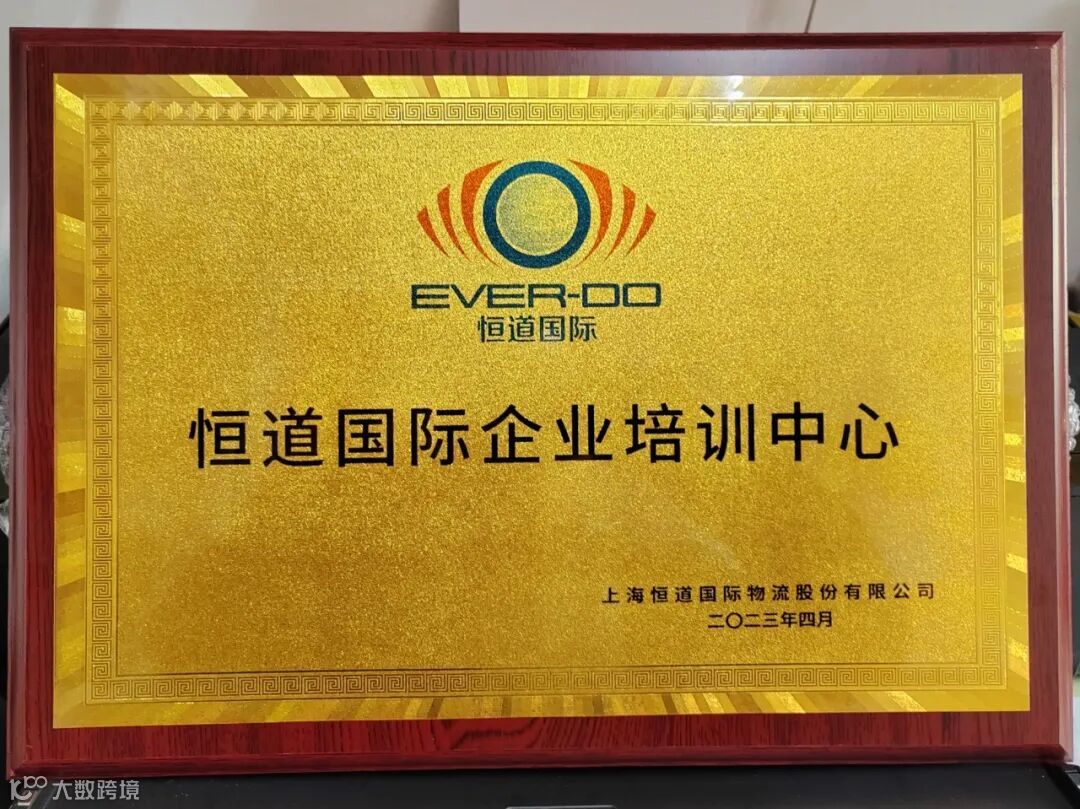 EVER-DO
恒道国际
恒道国际企业培训中心
上海恒道国际物流股份有限公司
二〇二三年四月
大数跨境